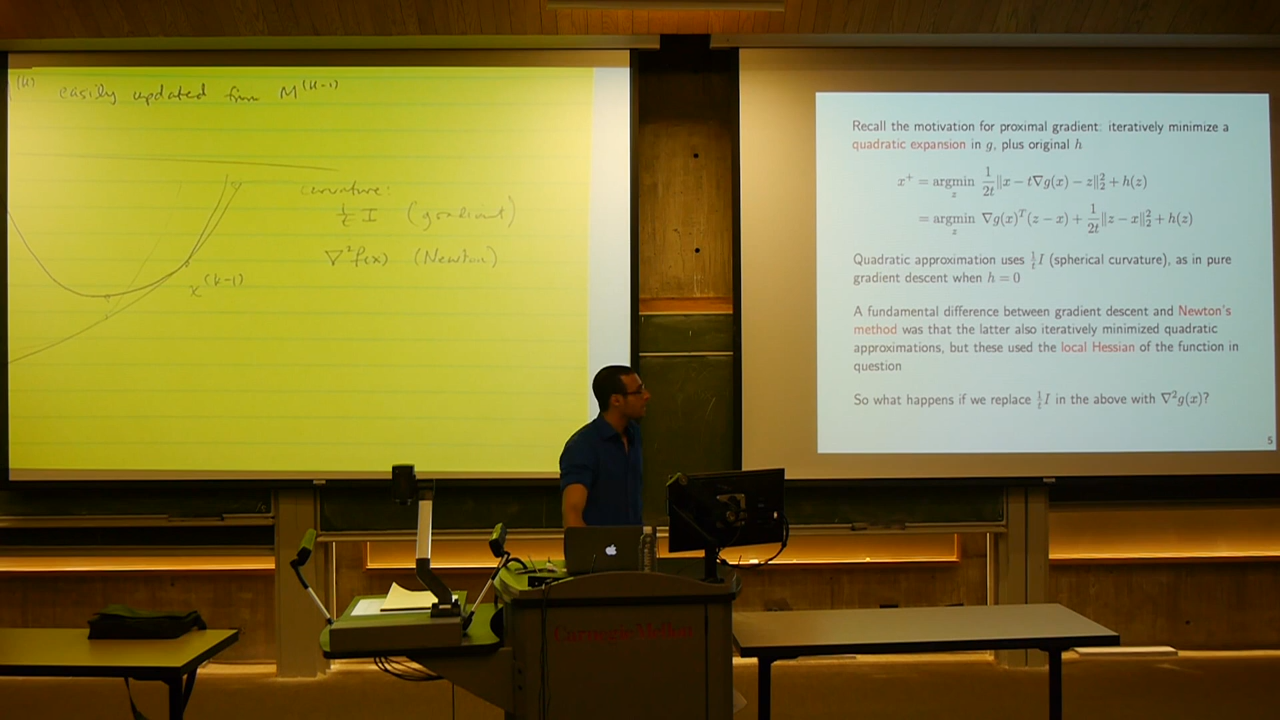 (k) easily updated from M^(k-1)
curvature:
1/t I (gradient)
∇²f(x) (Newton)
x^(k-1)
Recall the motivation for proximal gradient: iteratively minimize a
quadratic expansion in g, plus original h
x⁺ = argmin_z 1/2t ‖x − t∇g(x) − z‖₂² + h(z)
= argmin_z ∇g(x)ᵀ(z − x) + 1/2t ‖z − x‖₂² + h(z)
Quadratic approximation uses 1/t I (spherical curvature), as in pure
gradient descent when h = 0
A fundamental difference between gradient descent and Newton's
method was that the latter also iteratively minimized quadratic
approximations, but these used the local Hessian of the function in
question
So what happens if we replace 1/t I in the above with ∇²g(x)?
5
Carnegie Mellon